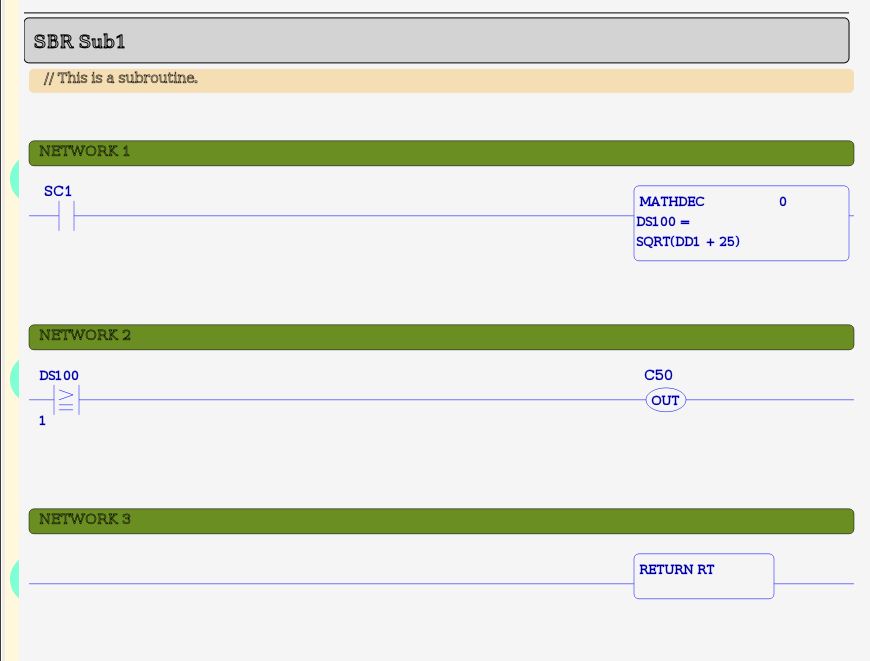 SBR Sub1
// This is a subroutine.
NETWORK 1
SC1
MATHDEC 0
DS100 =
SQRT(DD1 + 25)
NETWORK 2
DS100
≥
1
C50
OUT
NETWORK 3
RETURN RT